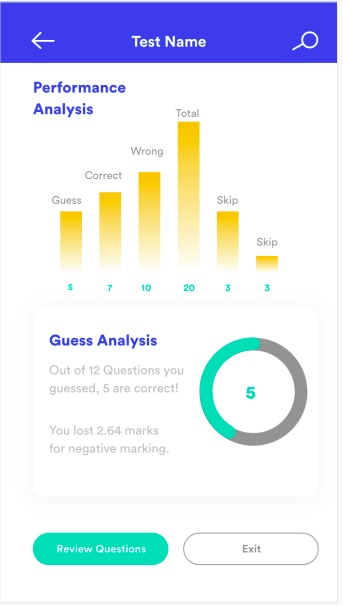 Test Name
Performance
Analysis
Total
Wrong
Correct
Guess
Skip
Skip
5
7
10
20
3
3
Guess Analysis
Out of 12 Questions you
guessed, 5 are correct!
5
You lost 2.64 marks
for negative marking.
Review Questions
Exit